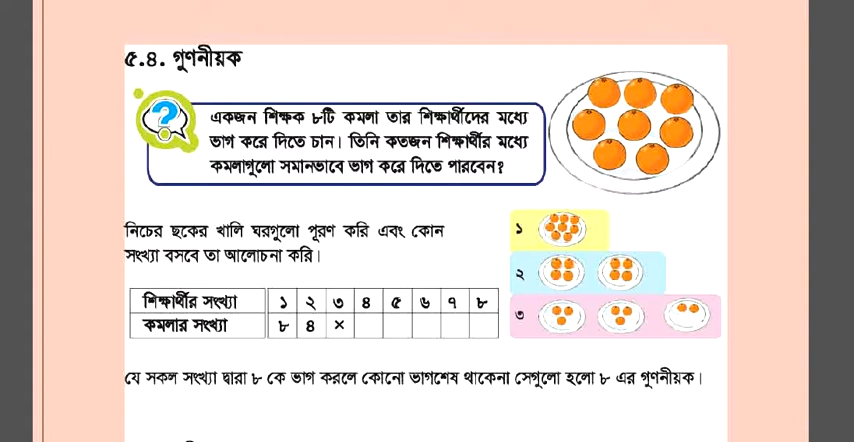 ৫.৪. গুণনীয়ক
একজন শিক্ষক ৮টি কমলা তার শিক্ষার্থীদের মধ্যে
ভাগ করে দিতে চান। তিনি কতজন শিক্ষার্থীর মধ্যে
কমলাগুলো সমানভাবে ভাগ করে দিতে পারবেন?
নিচের ছকের খালি ঘরগুলো পূরণ করি এবং কোন
সংখ্যা বসবে তা আলোচনা করি।
১
২
৩
শিক্ষার্থীর সংখ্যা ১ ২ ৩ ৪ ৫ ৬ ৭ ৮
কমলার সংখ্যা ৮ ৪ ×
যে সকল সংখ্যা দ্বারা ৮ কে ভাগ করলে কোনো ভাগশেষ থাকেনা সেগুলো হলো ৮ এর গুণনীয়ক।